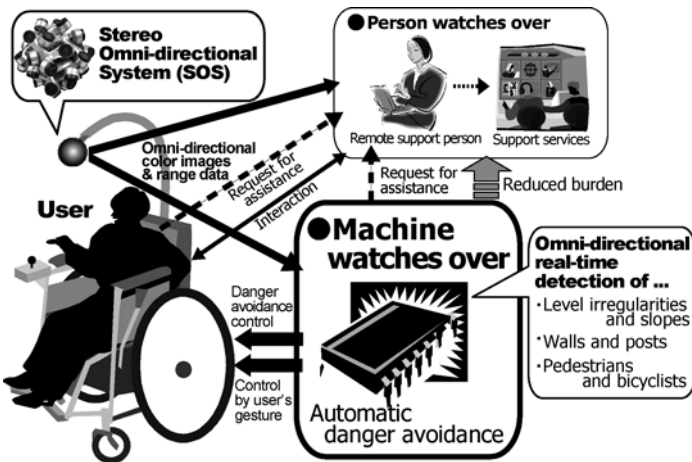 Stereo
Omni-directional
System (SOS)
●Person watches over
Remote support person
Support services
Omni-directional
color images
& range data
Request for
assistance
Interaction
Request for
assistance
Reduced burden
User
●Machine
watches over
Automatic
danger avoidance
Danger
avoidance
control
Control
by user's
gesture
Omni-directional
real-time
detection of ...
・Level irregularities
and slopes
・Walls and posts
・Pedestrians
and bicyclists